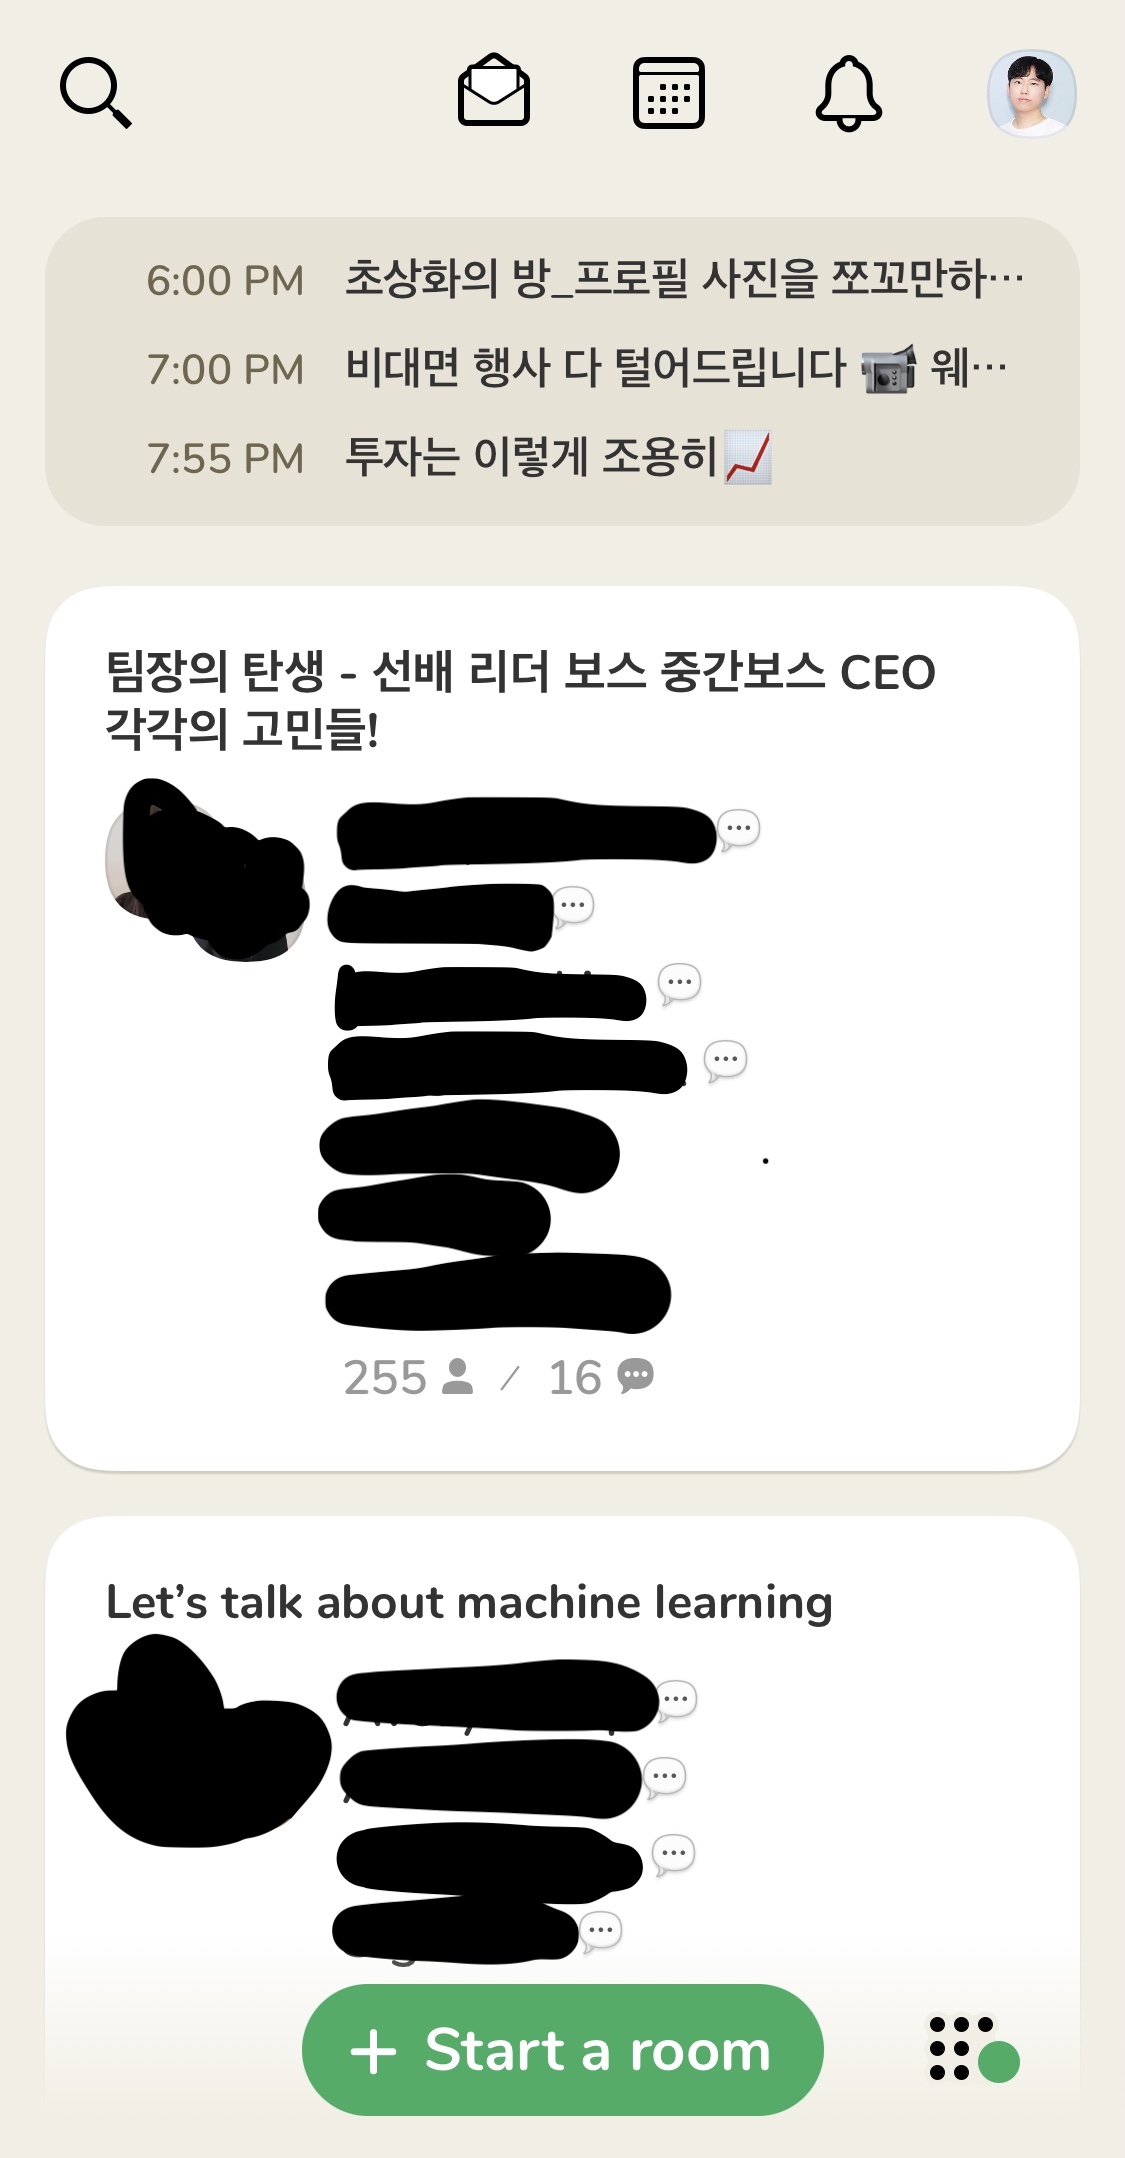 6:00 PM 초상화의 방_프로필 사진을 쪼꼬만하…
7:00 PM 비대면 행사 다 털어드립니다 📹 웨…
7:55 PM 투자는 이렇게 조용히📈
팀장의 탄생 - 선배 리더 보스 중간보스 CEO
각각의 고민들!
255 / 16
Let’s talk about machine learning
+ Start a room